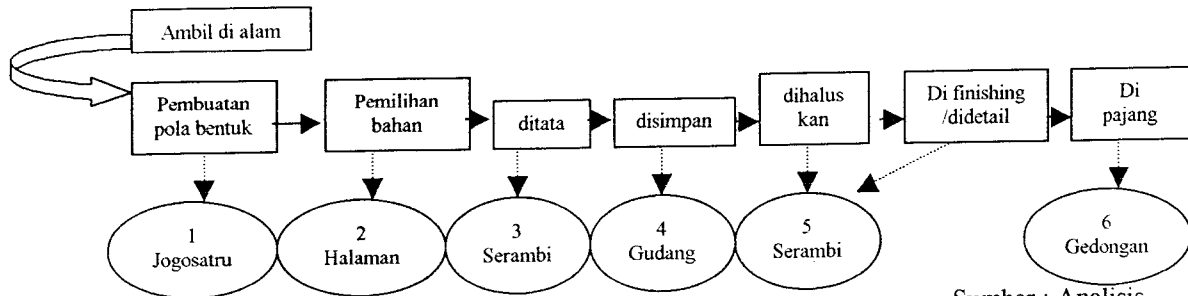 Ambil di alam
Pembuatan
pola bentuk
Pemilihan
bahan
ditata
disimpan
dihalus
kan
Di finishing
/didetail
Di
pajang
1
Jogosatru
2
Halaman
3
Serambi
4
Gudang
5
Serambi
6
Gedongan
Sumber : Analisis